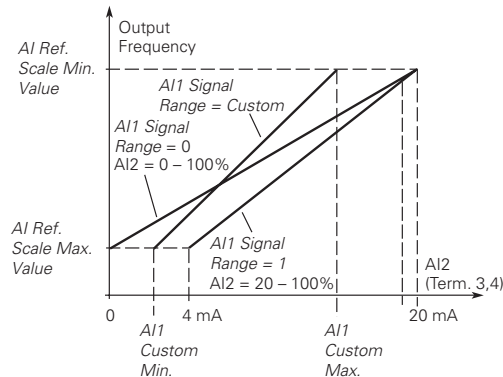 Output
Frequency
AI Ref.
Scale Min.
Value
AI1 Signal
Range = Custom
AI1 Signal
Range = 0
AI2 = 0 – 100%
AI Ref.
Scale Max.
Value
AI1 Signal
Range = 1
AI2 = 20 – 100%
AI2
(Term. 3,4)
0
4 mA
20 mA
AI1
Custom
Min.
AI1
Custom
Max.